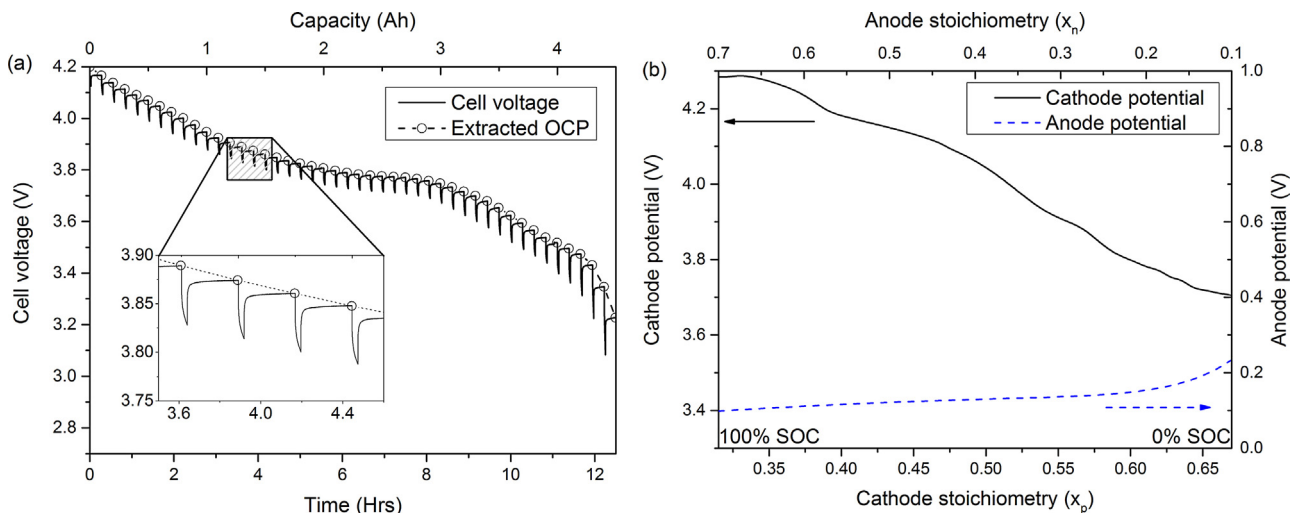 Capacity (Ah)
0 1 2 3 4
(a)
4.2
4.0
3.8
3.6
3.4
3.2
3.0
2.8
Cell voltage (V)
Cell voltage
Extracted OCP
3.90
3.85
3.80
3.75
3.6 4.0 4.4
0 2 4 6 8 10 12
Time (Hrs)
Anode stoichiometry (xn)
0.7 0.6 0.5 0.4 0.3 0.2 0.1
(b)
4.2
4.0
3.8
3.6
3.4
Cathode potential (V)
Cathode potential
Anode potential
1.0
0.8
0.6
0.4
0.2
0.0
Anode potential (V)
100% SOC 0% SOC
0.35 0.40 0.45 0.50 0.55 0.60 0.65
Cathode stoichiometry (xp)